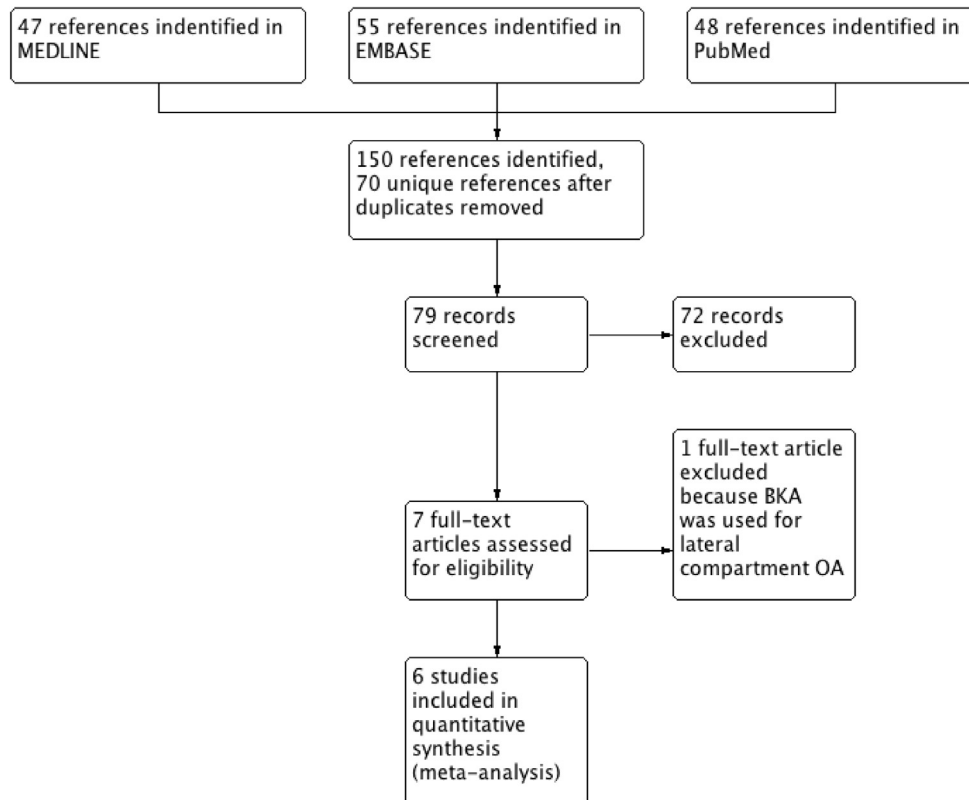 47 references indentified in
MEDLINE
55 references indentified in
EMBASE
48 references indentified in
PubMed
150 references identified,
70 unique references after
duplicates removed
79 records
screened
72 records
excluded
1 full-text article
excluded
because BKA
was used for
lateral
compartment OA
7 full-text
articles assessed
for eligibility
6 studies
included in
quantitative
synthesis
(meta-analysis)